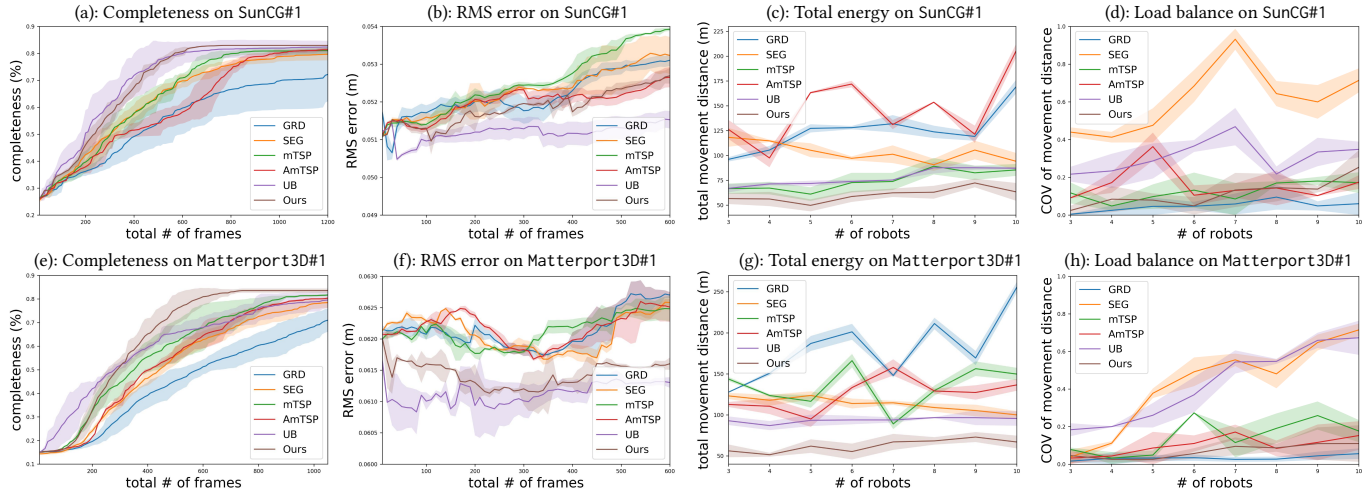 (a): Completeness on SunCG#1
(b): RMS error on SunCG#1
(c): Total energy on SunCG#1
(d): Load balance on SunCG#1
completeness (%)
0.9
0.8
0.7
0.6
0.5
0.4
0.3
0.2
GRD
SEG
mTSP
AmTSP
UB
Ours
200
400
600
800
1000
1200
total # of frames
RMS error (m)
0.054
0.053
0.052
0.051
0.050
0.049
GRD
SEG
mTSP
AmTSP
UB
Ours
100
200
300
400
500
600
total # of frames
total movement distance (m)
225
200
175
150
125
100
75
50
GRD
SEG
mTSP
AmTSP
UB
Ours
3
4
5
6
7
8
9
10
# of robots
COV of movement distance
1.0
0.8
0.6
0.4
0.2
0.0
GRD
SEG
mTSP
AmTSP
UB
Ours
3
4
5
6
7
8
9
10
# of robots
(e): Completeness on Matterport3D#1
(f): RMS error on Matterport3D#1
(g): Total energy on Matterport3D#1
(h): Load balance on Matterport3D#1
completeness (%)
0.9
0.8
0.7
0.6
0.5
0.4
0.3
0.2
0.1
GRD
SEG
mTSP
AmTSP
UB
Ours
0
200
400
600
800
1000
total # of frames
RMS error (m)
0.0630
0.0625
0.0620
0.0615
0.0610
0.0605
0.0600
GRD
SEG
mTSP
AmTSP
UB
Ours
100
200
300
400
500
600
total # of frames
total movement distance (m)
250
200
150
100
50
GRD
SEG
mTSP
AmTSP
UB
Ours
3
4
5
6
7
8
9
10
# of robots
COV of movement distance
1.0
0.8
0.6
0.4
0.2
0.0
GRD
SEG
mTSP
AmTSP
UB
Ours
3
4
5
6
7
8
9
10
# of robots